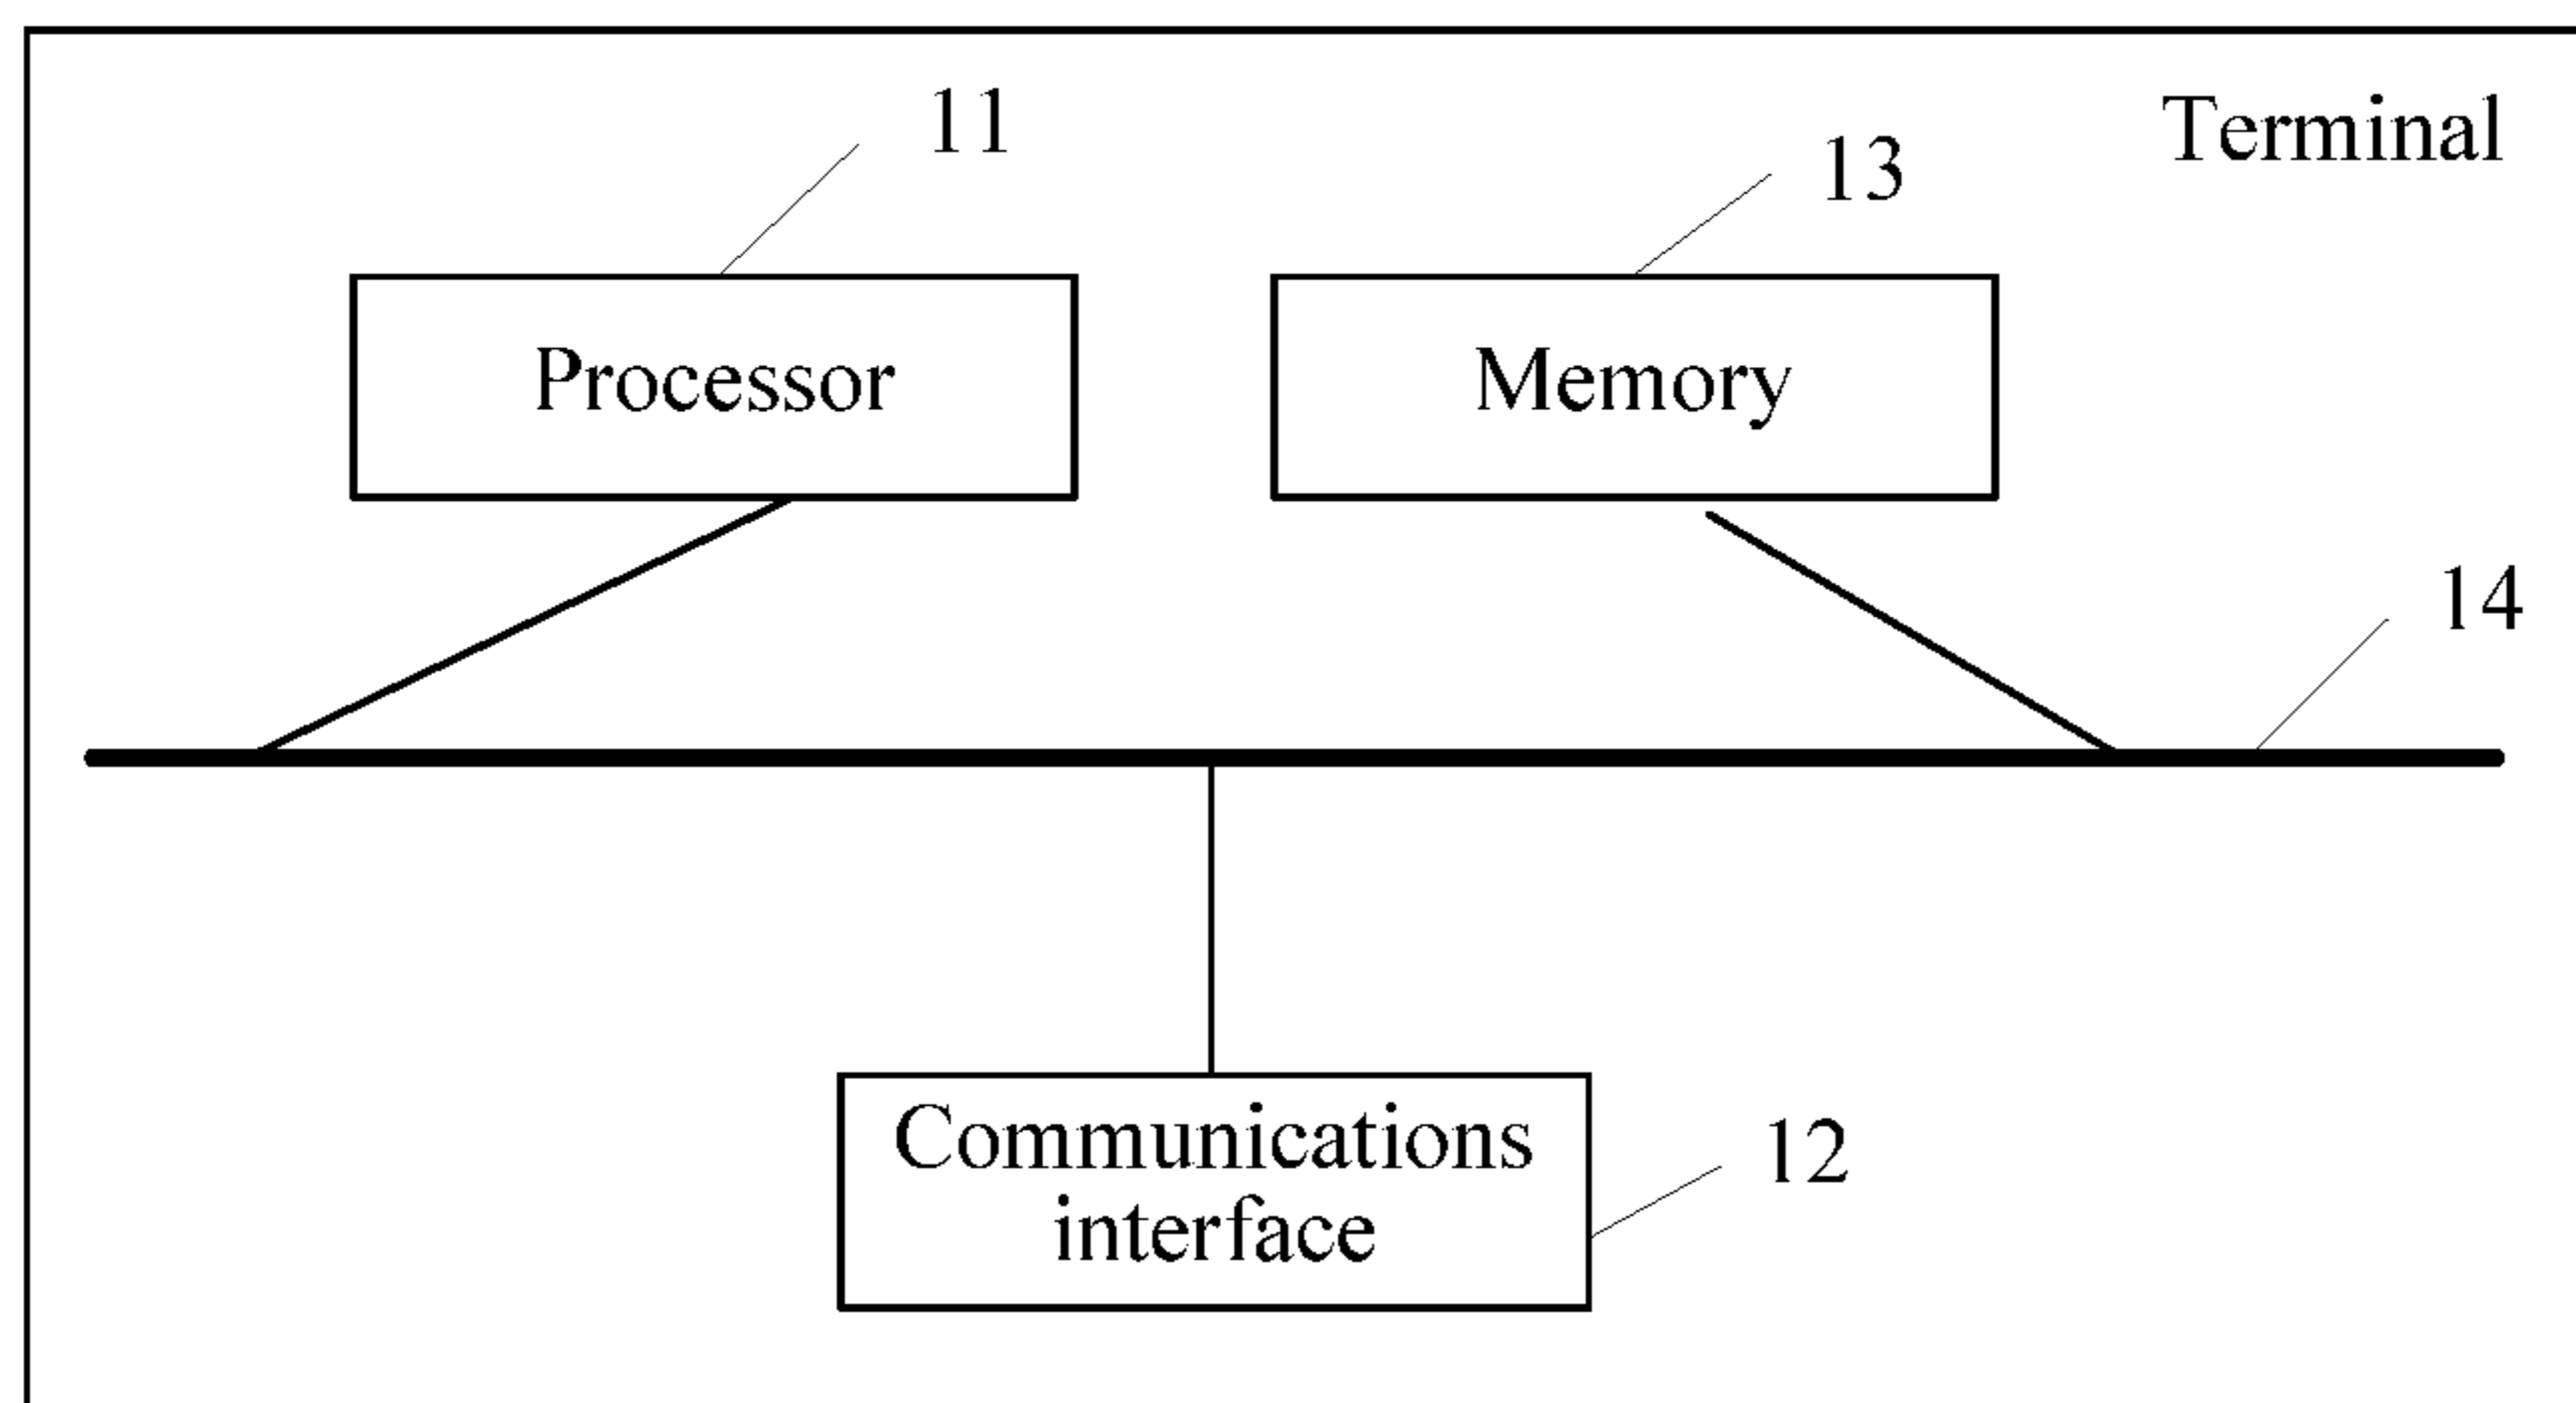 11
13
Terminal
Processor
Memory
14
Communications
interface
12